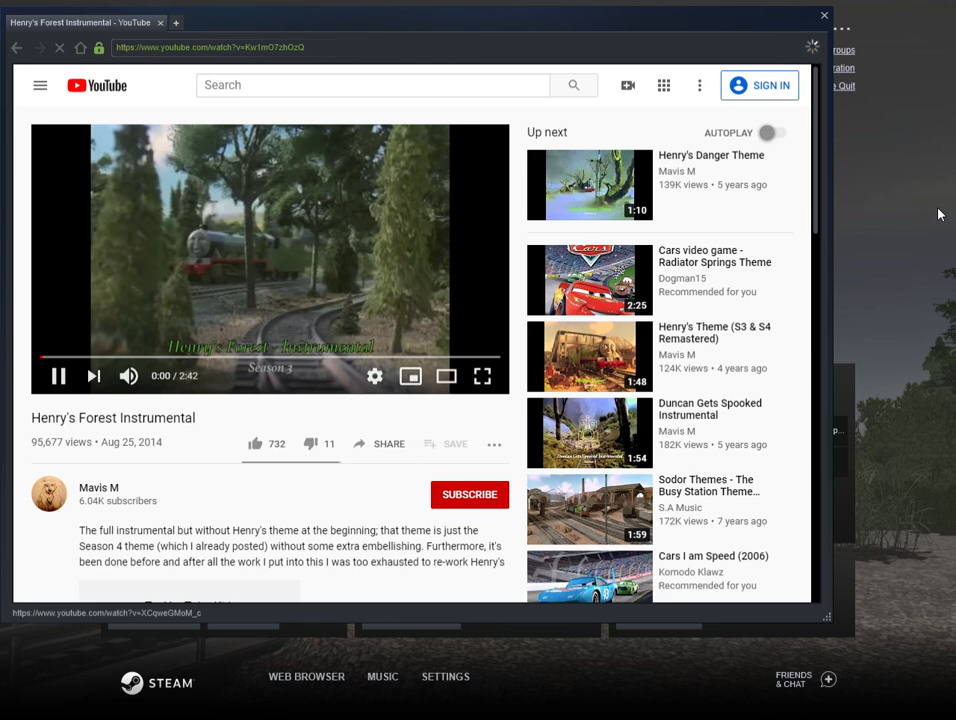 Henry's Forest Instrumental - YouTube
https://www.youtube.com/watch?v=Kw1mO7zhOzQ
roups
ration
e Quit
YouTube
Search
SIGN IN
Henry's Forest - Instrumental
Season 3
0:00 / 2:42
Henry's Forest Instrumental
95,677 views • Aug 25, 2014
732
11
SHARE
SAVE
Mavis M
6.04K subscribers
SUBSCRIBE
The full instrumental but without Henry's theme at the beginning; that theme is just the
Season 4 theme (which I already posted) without some extra embellishing. Furthermore, it's
been done before and after all the work I put into this I was too exhausted to re-work Henry's
Up next
AUTOPLAY
Henry's Danger Theme
Mavis M
139K views • 5 years ago
1:10
Cars video game -
Radiator Springs Theme
Dogman15
Recommended for you
Cars
2:25
Henry's Theme (S3 & S4
Remastered)
Mavis M
124K views • 4 years ago
1:48
Duncan Gets Spooked
Instrumental
Mavis M
182K views • 5 years ago
1:54
Sodor Themes - The
Busy Station Theme…
S.A Music
172K views • 7 years ago
1:59
Cars I am Speed (2006)
Komodo Klawz
Recommended for you
p...
https://www.youtube.com/watch?v=XCqweGMoM_c
STEAM
WEB BROWSER
MUSIC
SETTINGS
FRIENDS
& CHAT